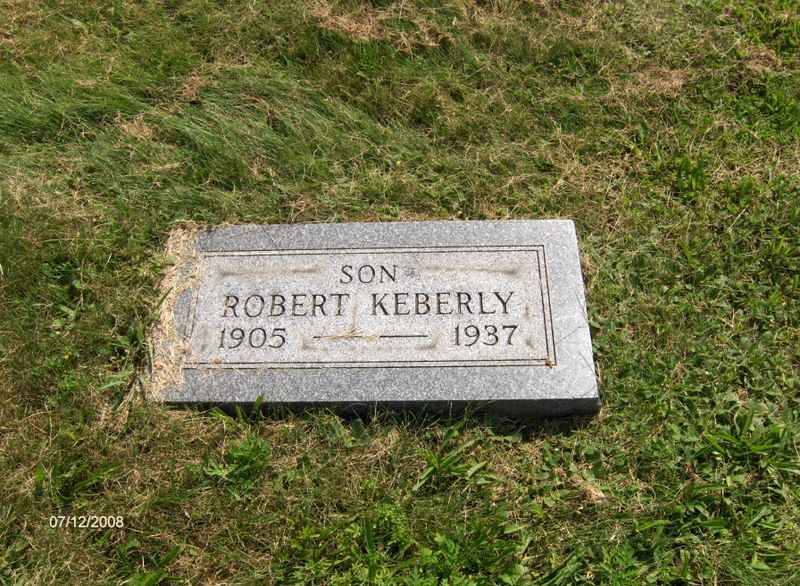 SON
ROBERT KEBERLY
1905 — 1937
07/12/2008